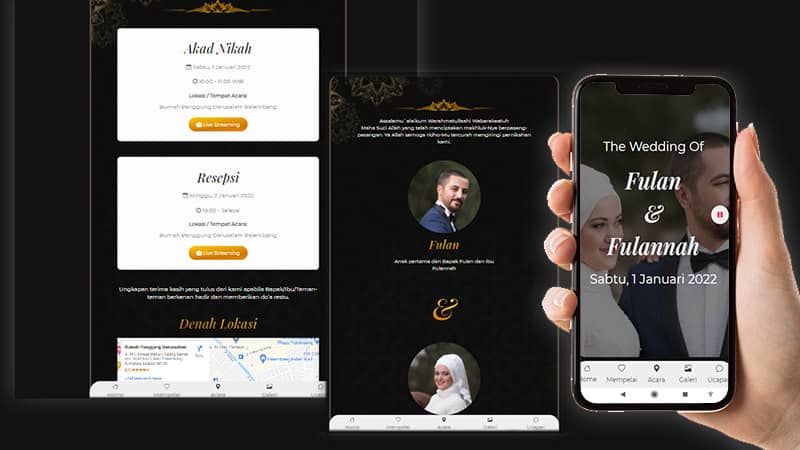 Akad Nikah
Sabtu, 1 Januari 2022
10:00 - 11:00 WIB
Lokasi / Tempat Acara:
Rumah Panggung Darusalam Palembang
Live Streaming
Resepsi
Minggu, 2 Januari 2022
19:00 - Selesai
Lokasi / Tempat Acara:
Rumah Panggung Darusalam Palembang
Live Streaming
Ungkapan terima kasih yang tulus dari kami apabila Bapak/Ibu/Teman-
teman berkenan hadir dan memberikan do'a restu.
Denah Lokasi
Rumah Panggung Darussalam
Home Mempelai Acara Galeri Ucapan
Assalamu'alaikum Warahmatullaahi Wabarakaatuh
Maha Suci Allah yang telah menciptakan makhluk-Nya berpasang-
pasangan. Ya Allah semoga ridho-Mu tercurah mengiringi pernikahan
kami.
Fulan
Anak pertama dari Bapak Fulan dan Ibu
Fulannah
&
Home Mempelai Acara Galeri Ucapan
The Wedding Of
Fulan
&
Fulannah
Sabtu, 1 Januari 2022
Home Mempelai Acara Galeri Ucapa